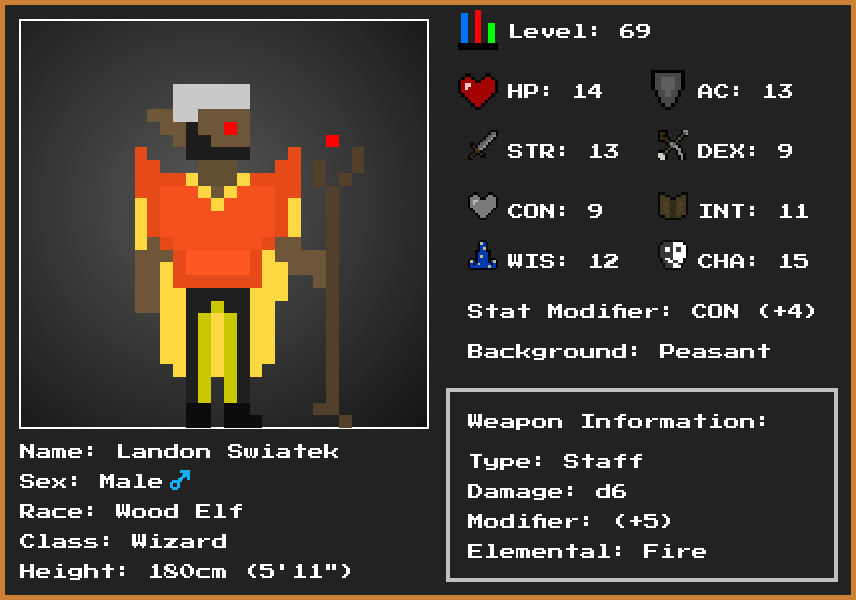 Level: 69
HP: 14 AC: 13
STR: 13 DEX: 9
CON: 9 INT: 11
WIS: 12 CHA: 15
Stat Modifier: CON (+4)
Background: Peasant
Weapon Information:
Type: Staff
Damage: d6
Modifier: (+5)
Elemental: Fire
Name: Landon Swiatek
Sex: Male ♂
Race: Wood Elf
Class: Wizard
Height: 180cm (5'11")